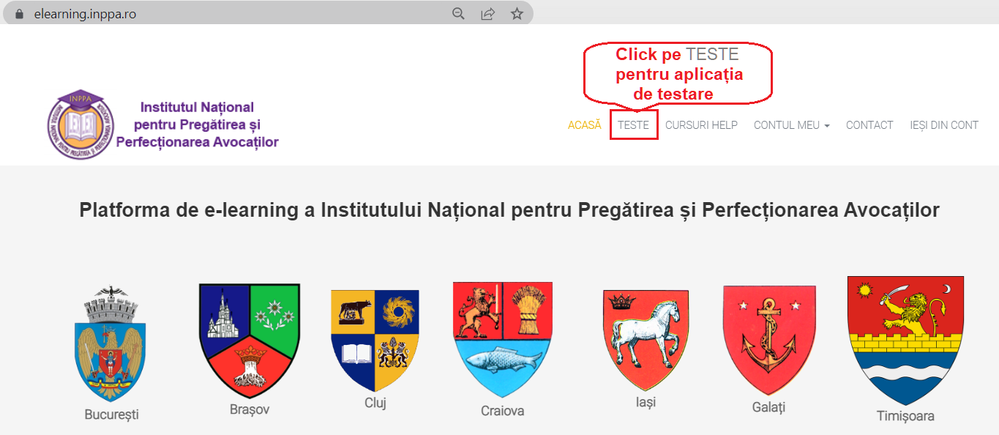 elearning.inppa.ro
Click pe TESTE
pentru aplicația
de testare
INPPA
LEX LEX
Institutul Național
pentru Pregătirea și
Perfecționarea Avocaților
ACASĂ TESTE CURSURI HELP CONTUL MEU CONTACT IEȘI DIN CONT
Platforma de e-learning a Institutului Național pentru Pregătirea și Perfecționarea Avocaților
București
Brașov
Cluj
Craiova
Iași
Galați
Timișoara